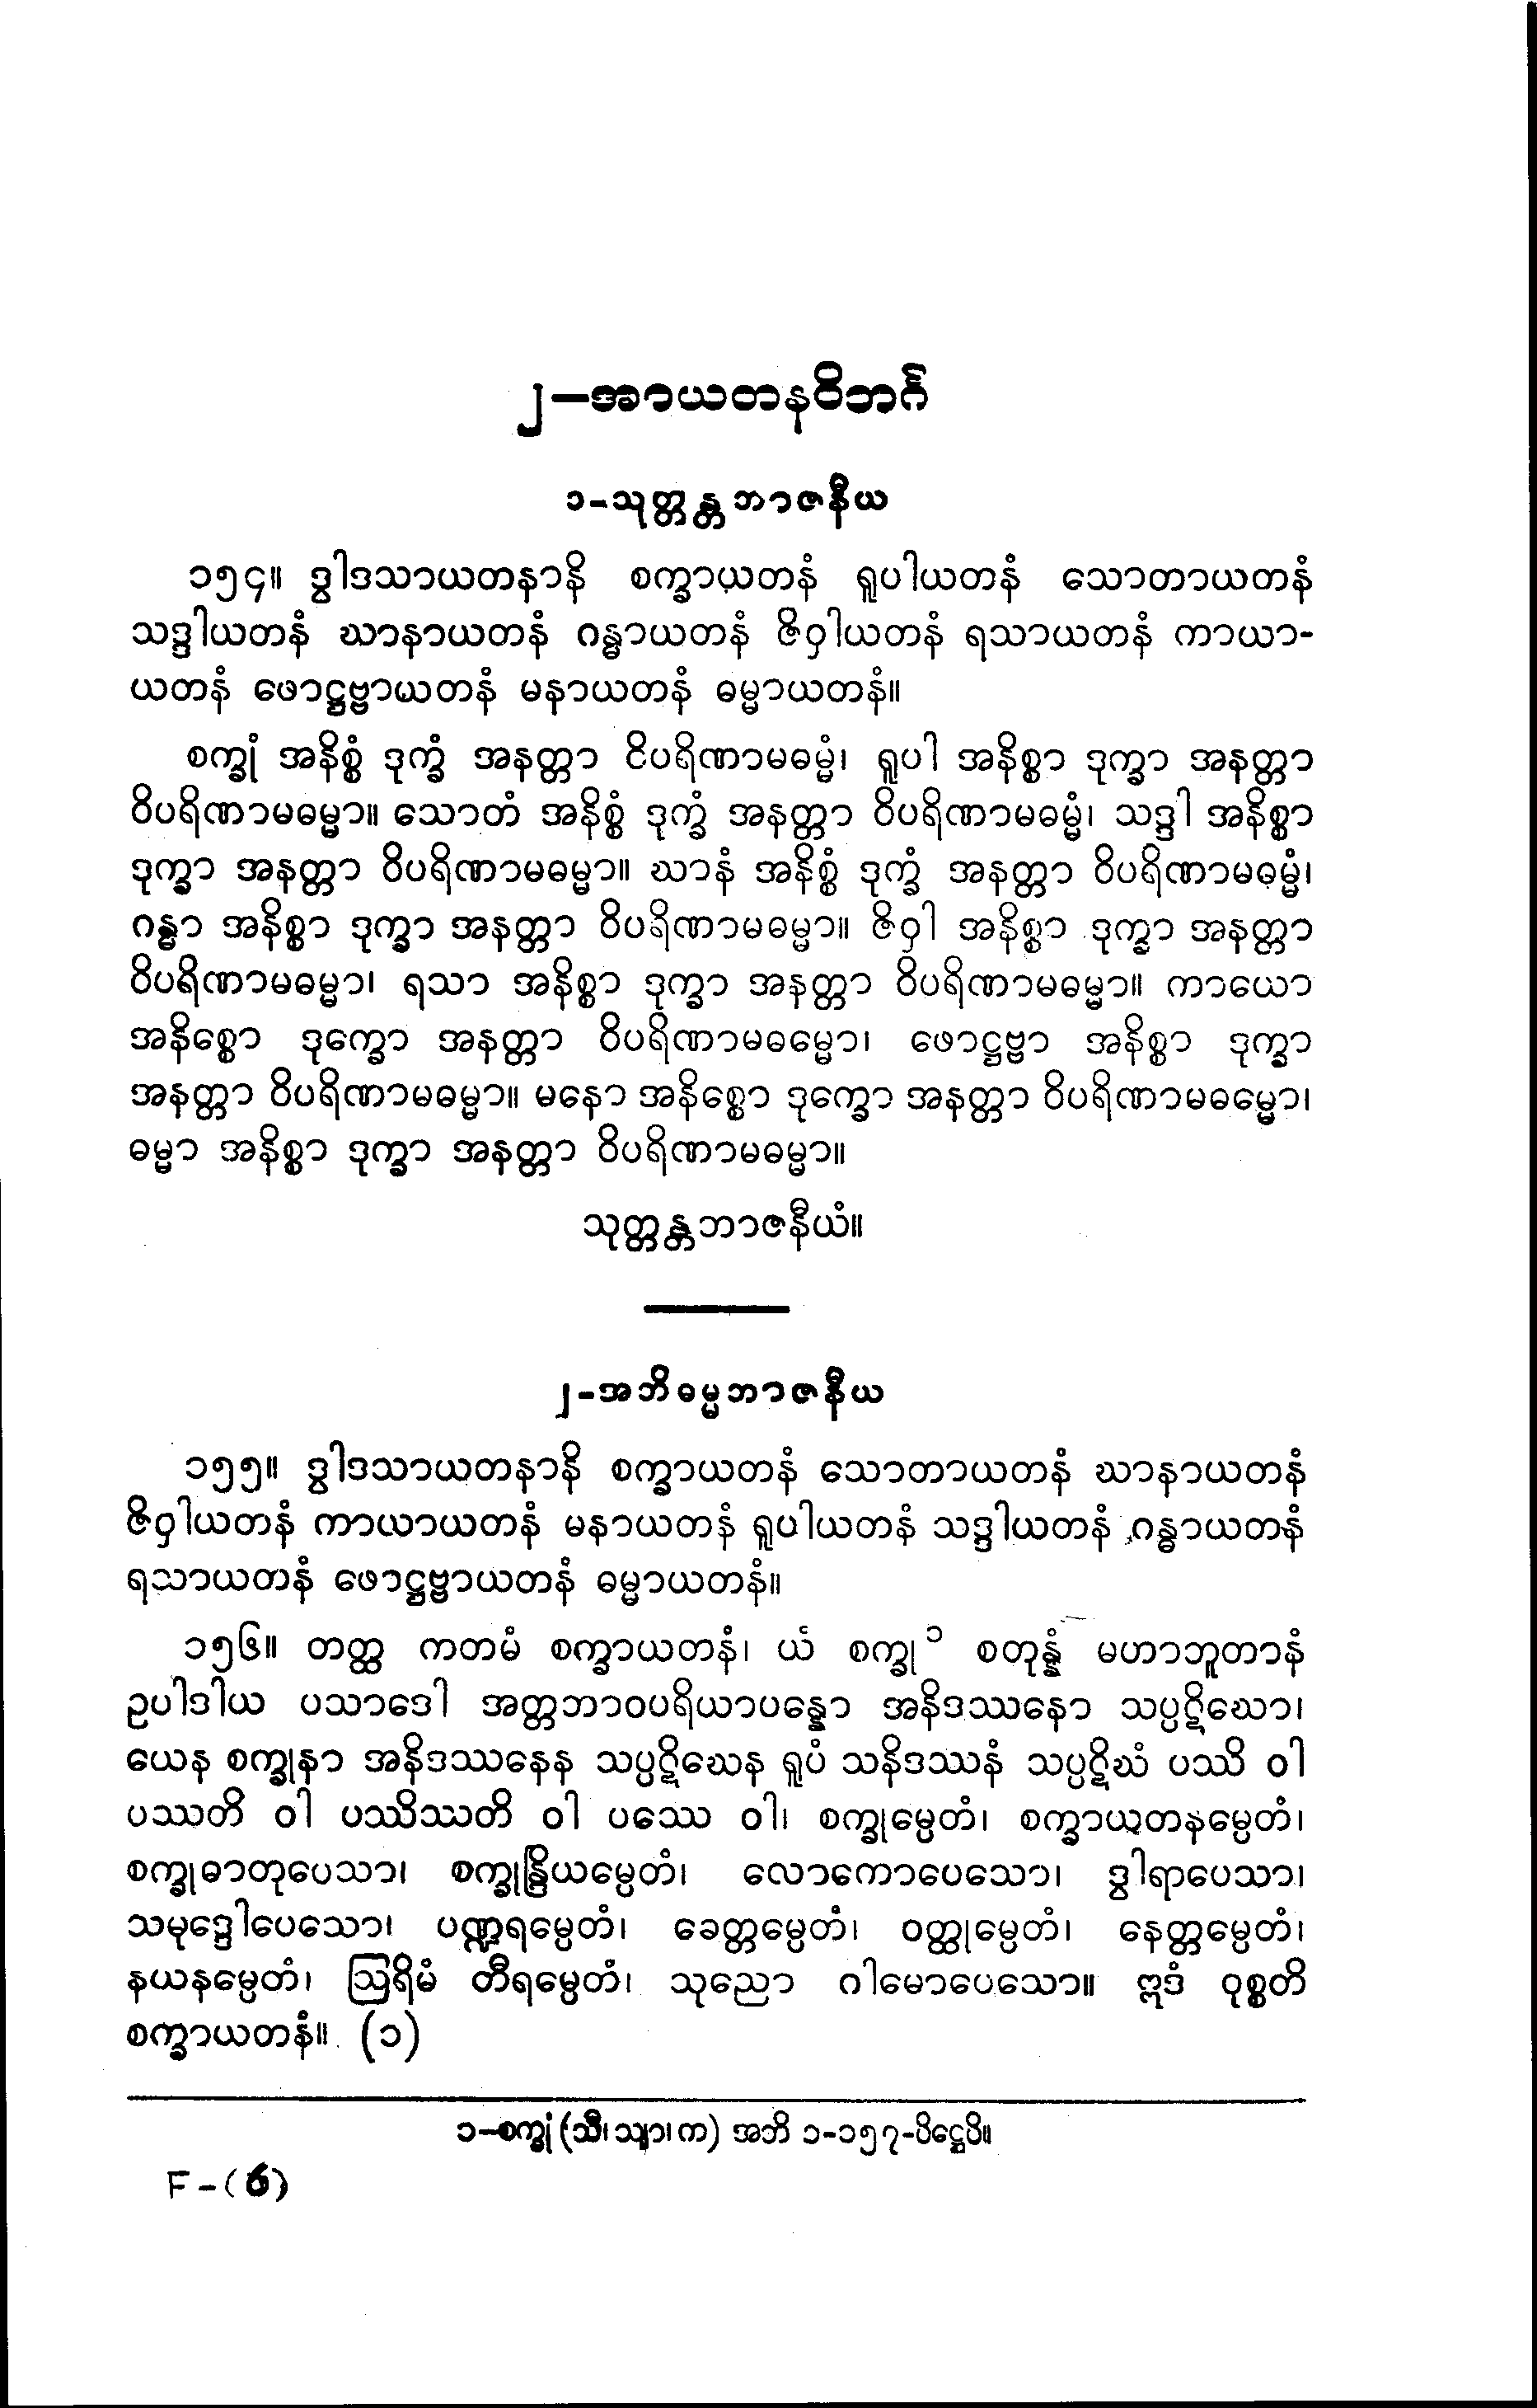 ၂–အာယတနဝိဘင်္ဂ
၁-သုတ္တန္တဘာဇနီယ
၁၅၄။ ဒွါဒသာယတနာနိ စက္ခာယတနံ ရူပါယတနံ သောတာယတနံ
သဒ္ဒါယတနံ ဃာနာယတနံ ဂန္ဓာယတနံ ဇိဝှါယတနံ ရသာယတနံ ကာယာ-
ယတနံ ဖောဋ္ဌဗ္ဗာယတနံ မနာယတနံ ဓမ္မာယတနံ။
စက္ခုံ အနိစ္စံ ဒုက္ခံ အနတ္တာ ဝိပရိဏာမဓမ္မံ၊ ရူပါ အနိစ္စာ ဒုက္ခာ အနတ္တာ
ဝိပရိဏာမဓမ္မာ။ သောတံ အနိစ္စံ ဒုက္ခံ အနတ္တာ ဝိပရိဏာမဓမ္မံ၊ သဒ္ဒါ အနိစ္စာ
ဒုက္ခာ အနတ္တာ ဝိပရိဏာမဓမ္မာ။ ဃာနံ အနိစ္စံ ဒုက္ခံ အနတ္တာ ဝိပရိဏာမဓမ္မံ၊
ဂန္ဓာ အနိစ္စာ ဒုက္ခာ အနတ္တာ ဝိပရိဏာမဓမ္မာ။ ဇိဝှါ အနိစ္စာ ဒုက္ခာ အနတ္တာ
ဝိပရိဏာမဓမ္မာ၊ ရသာ အနိစ္စာ ဒုက္ခာ အနတ္တာ ဝိပရိဏာမဓမ္မာ။ ကာယော
အနိစ္စော ဒုက္ခော အနတ္တာ ဝိပရိဏာမဓမ္မော၊ ဖောဋ္ဌဗ္ဗာ အနိစ္စာ ဒုက္ခာ
အနတ္တာ ဝိပရိဏာမဓမ္မာ။ မနော အနိစ္စော ဒုက္ခော အနတ္တာ ဝိပရိဏာမဓမ္မော၊
ဓမ္မာ အနိစ္စာ ဒုက္ခာ အနတ္တာ ဝိပရိဏာမဓမ္မာ။
သုတ္တန္တဘာဇနီယံ။
၂-အဘိဓမ္မဘာဇနီယ
၁၅၅။ ဒွါဒသာယတနာနိ စက္ခာယတနံ သောတာယတနံ ဃာနာယတနံ
ဇိဝှါယတနံ ကာယာယတနံ မနာယတနံ ရူပါယတနံ သဒ္ဒါယတနံ ဂန္ဓာယတနံ
ရသာယတနံ ဖောဋ္ဌဗ္ဗာယတနံ ဓမ္မာယတနံ။
၁၅၆။ တတ္ထ ကတမံ စက္ခာယတနံ၊ ယံ စက္ခု ၁ စတုန္နံ မဟာဘူတာနံ
ဥပါဒါယ ပသာဒေါ အတ္တဘာဝပရိယာပန္နော အနိဒဿနော သပ္ပဋိဃော၊
ယေန စက္ခုနာ အနိဒဿနေန သပ္ပဋိဃေန ရူပံ သနိဒဿနံ သပ္ပဋိဃံ ပဿိ ဝါ
ပဿတိ ဝါ ပဿိဿတိ ဝါ ပဿေ ဝါ၊ စက္ခုမ္ပေတံ၊ စက္ခာယတနမ္ပေတံ၊
စက္ခုဓာတုပေသာ၊ စက္ခုန္ဒြိယမ္ပေတံ၊ လောကောပေသော၊ ဒွါရာပေသာ၊
သမုဒ္ဒေါပေသော၊ ပဏ္ဍရမ္ပေတံ၊ ခေတ္တမ္ပေတံ၊ ဝတ္ထုမ္ပေတံ၊ နေတ္တမ္ပေတံ၊
နယနမ္ပေတံ၊ ဩရိမံ တီရမ္ပေတံ၊ သုညော ဂါမောပေသော။ ဣဒံ ဝုစ္စတိ
စက္ခာယတနံ။ (၁)
၁–စက္ခုံ (သီ၊ သျာ၊ က) အဘိ ၁-၁၅၇-ပိဋ္ဌေပိ။
F-(6)